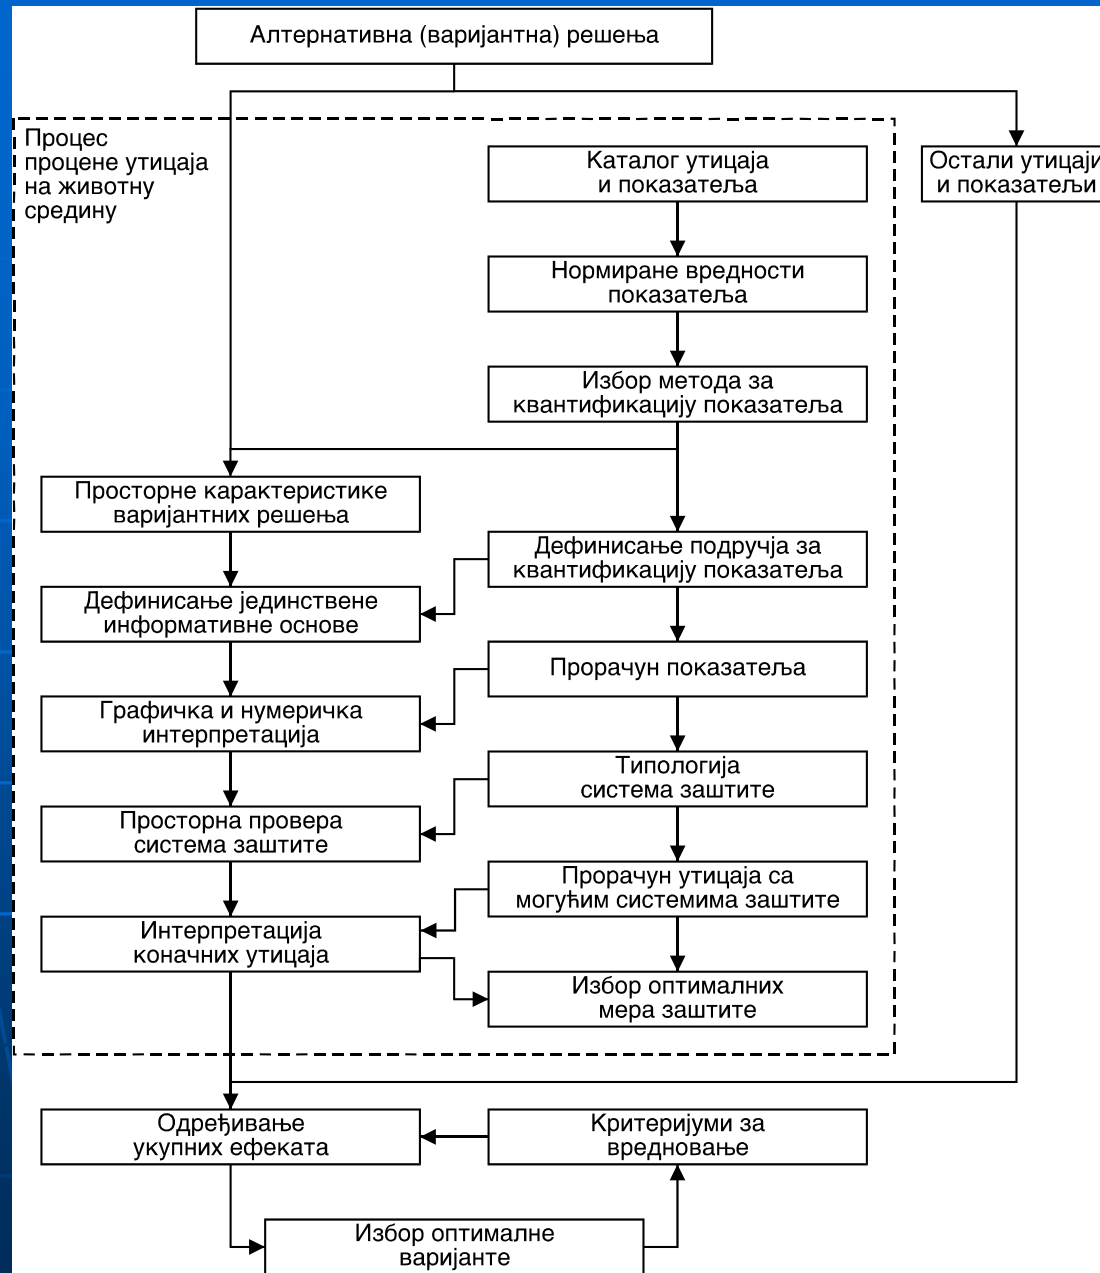 Алтернативна (варијантна) решења
Процес
процене утицаја
на животну
средину
Каталог утицаја
и показатеља
Остали утицаји
и показатељи
Нормиране вредности
показатеља
Избор метода за
квантификацију показатеља
Просторне карактеристике
варијантних решења
Дефинисање подручја за
квантификацију показатеља
Дефинисање јединствене
информативне основе
Прорачун показатеља
Графичка и нумеричка
интерпретација
Типологија
система заштите
Просторна провера
система заштите
Прорачун утицаја са
могућим системима заштите
Интерпретација
коначних утицаја
Избор оптималних
мера заштите
Одређивање
укупних ефеката
Критеријуми за
вредновање
Избор оптималне
варијанте